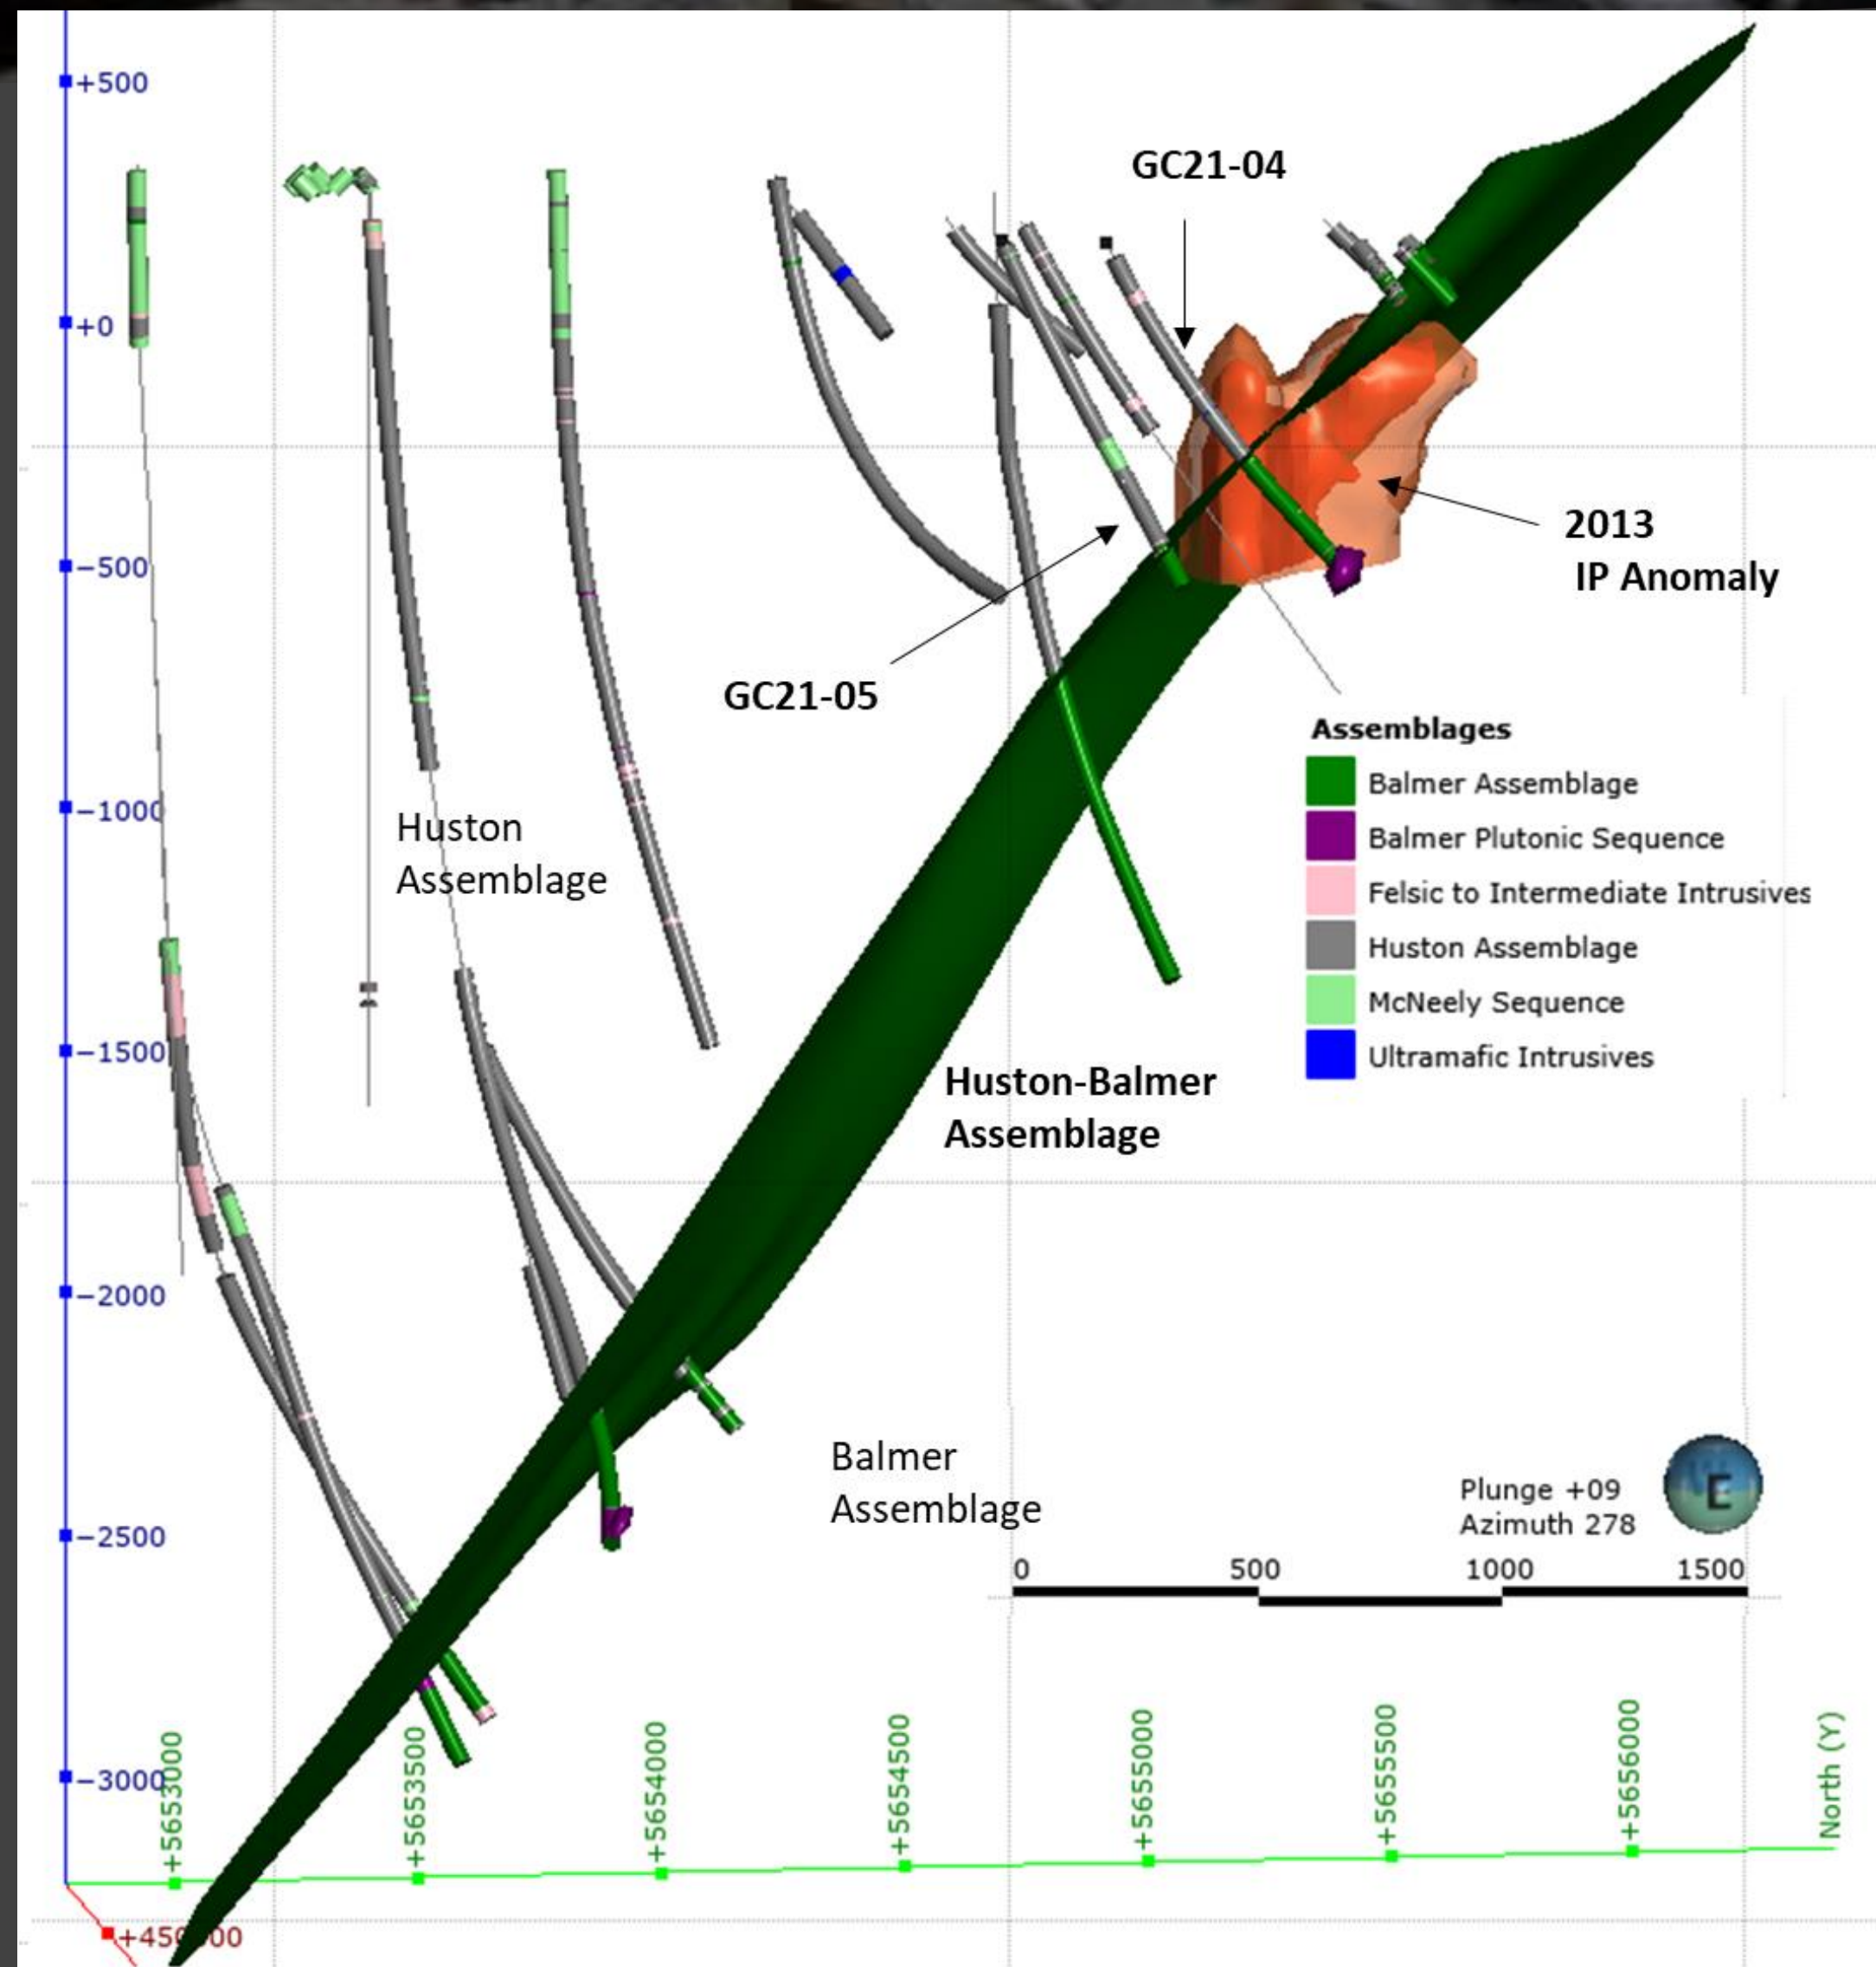 +500
GC21-04
+0
2013
IP Anomaly
−500
GC21-05
Assemblages
Balmer Assemblage
Balmer Plutonic Sequence
Felsic to Intermediate Intrusives
Huston Assemblage
McNeely Sequence
Ultramafic Intrusives
−1000
Huston
Assemblage
−1500
Huston-Balmer
Assemblage
−2000
Balmer
Assemblage
−2500
Plunge +09
Azimuth 278
E
0 500 1000 1500
−3000
+5653000
+5653500
+5654000
+5654500
+5655000
+5655500
+5656000
North (Y)